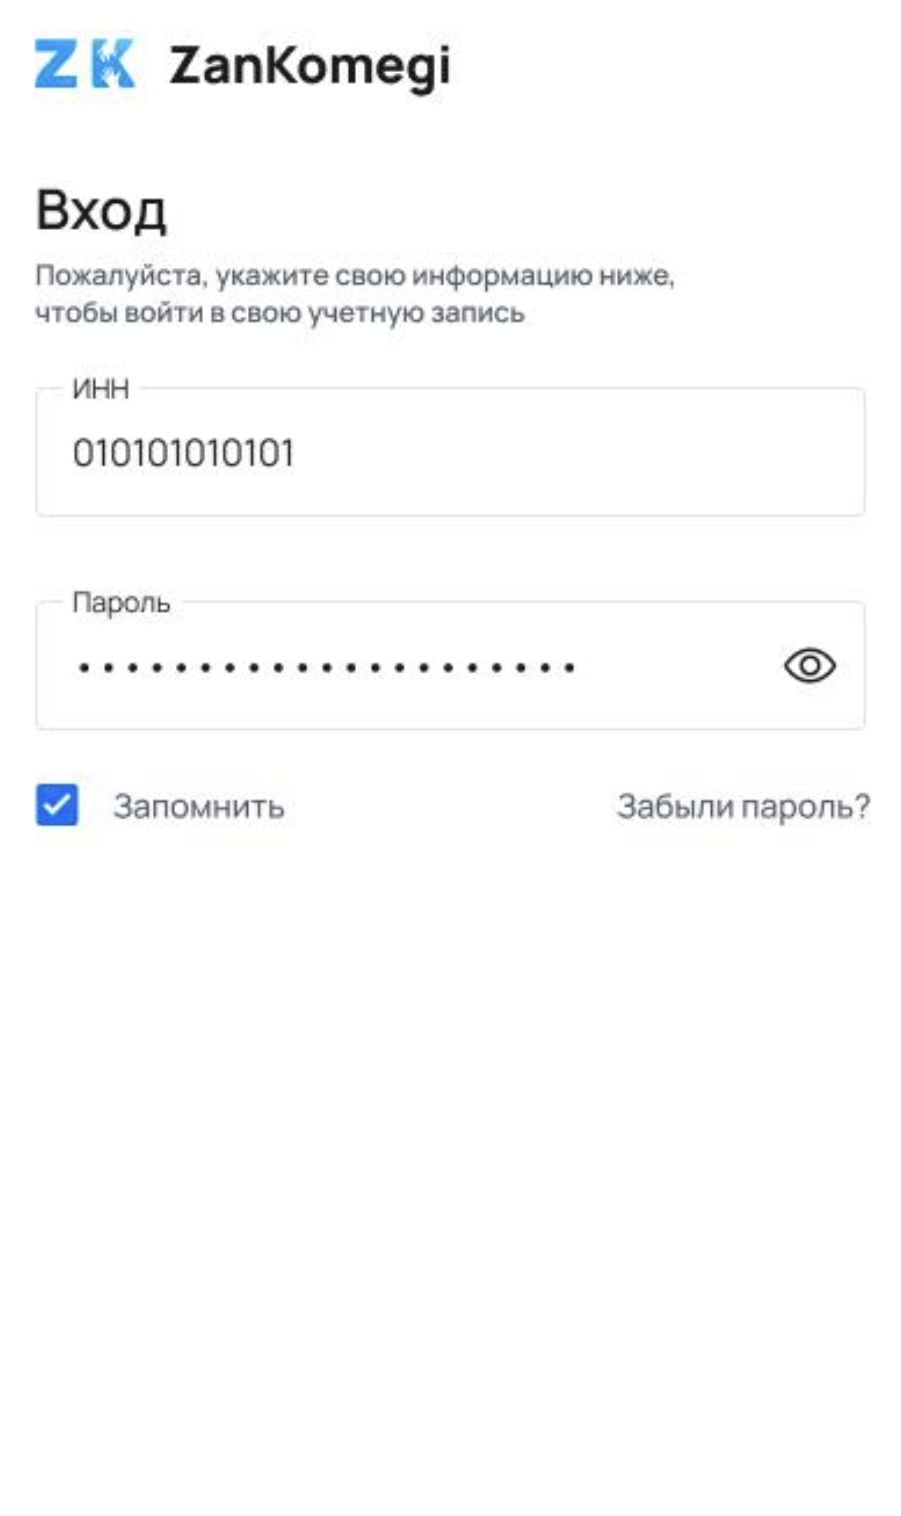 ZK ZanKomegi
Вход
Пожалуйста, укажите свою информацию ниже,
чтобы войти в свою учетную запись
ИНН
010101010101
Пароль
Запомнить Забыли пароль?